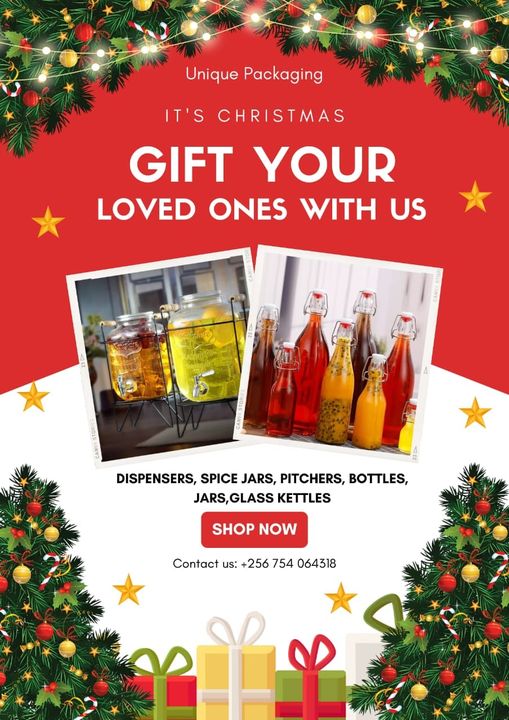 Unique Packaging
IT'S CHRISTMAS
GIFT YOUR
LOVED ONES WITH US
DISPENSERS, SPICE JARS, PITCHERS, BOTTLES,
JARS,GLASS KETTLES
SHOP NOW
Contact us: +256 754 064318